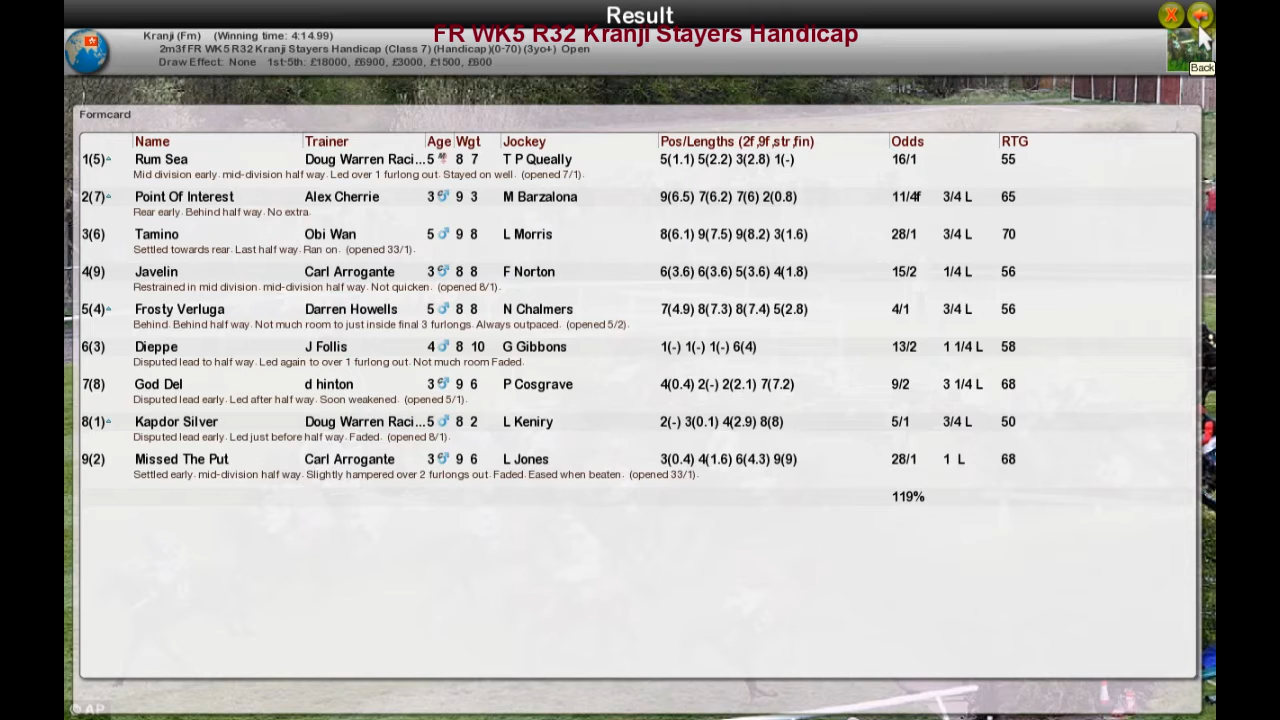 Result
FR WK5 R32 Kranji Stayers Handicap
Kranji (Fm) (Winning time: 4:14.99)
2m3f FR WK5 R32 Kranji Stayers Handicap (Class 7) (Handicap)(0-70) (3yo+) Open
Draw Effect: None 1st-5th: £18000, £6900, £3000, £1500, £600
Back
Formcard
Name Trainer Age Wgt Jockey Pos/Lengths (2f,9f,str,fin) Odds RTG
1(5) Rum Sea Doug Warren Raci... 5 8 7 T P Queally 5(1.1) 5(2.2) 3(2.8) 1(-) 16/1 55
Mid division early. mid-division half way. Led over 1 furlong out. Stayed on well. (opened 7/1).
2(7) Point Of Interest Alex Cherrie 3 9 3 M Barzalona 9(6.5) 7(6.2) 7(6) 2(0.8) 11/4f 3/4 L 65
Rear early. Behind half way. No extra.
3(6) Tamino Obi Wan 5 9 8 L Morris 8(6.1) 9(7.5) 9(8.2) 3(1.6) 28/1 3/4 L 70
Settled towards rear. Last half way. Ran on. (opened 33/1).
4(9) Javelin Carl Arrogante 3 8 8 F Norton 6(3.6) 6(3.6) 5(3.6) 4(1.8) 15/2 1/4 L 56
Restrained in mid division. mid-division half way. Not quicken. (opened 8/1).
5(4) Frosty Verluga Darren Howells 5 8 8 N Chalmers 7(4.9) 8(7.3) 8(7.4) 5(2.8) 4/1 3/4 L 56
Behind. Behind half way. Not much room to just inside final 3 furlongs. Always outpaced. (opened 5/2).
6(3) Dieppe J Follis 4 8 10 G Gibbons 1(-) 1(-) 1(-) 6(4) 13/2 1 1/4 L 58
Disputed lead to half way. Led again to over 1 furlong out. Not much room Faded.
7(8) God Del d hinton 3 9 6 P Cosgrave 4(0.4) 2(-) 2(2.1) 7(7.2) 9/2 3 1/4 L 68
Disputed lead early. Led after half way. Soon weakened. (opened 5/1).
8(1) Kapdor Silver Doug Warren Raci... 5 8 2 L Keniry 2(-) 3(0.1) 4(2.9) 8(8) 5/1 3/4 L 50
Disputed lead early. Led just before half way. Faded. (opened 8/1).
9(2) Missed The Put Carl Arrogante 3 9 6 L Jones 3(0.4) 4(1.6) 6(4.3) 9(9) 28/1 1 L 68
Settled early. mid-division half way. Slightly hampered over 2 furlongs out. Faded. Eased when beaten. (opened 33/1).
119%
© AP